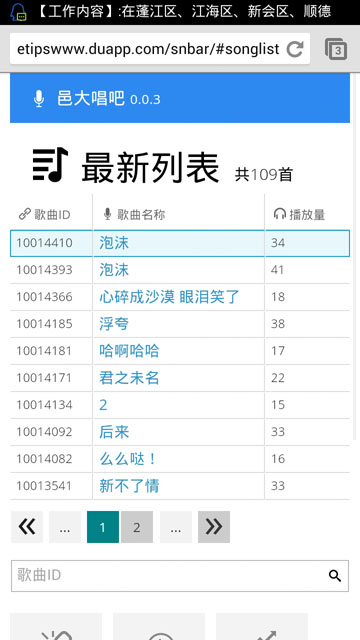 【工作内容】:在蓬江区、江海区、新会区、顺德
etipswww.duapp.com/snbar/#songlist
3
邑大唱吧 0.0.3
最新列表 共109首
歌曲ID 歌曲名称 播放量
10014410 泡沫 34
10014393 泡沫 41
10014366 心碎成沙漠 眼泪笑了 18
10014185 浮夸 38
10014181 哈啊哈哈 17
10014171 君之未名 22
10014134 2 15
10014092 后来 33
10014082 么么哒！ 16
10013541 新不了情 33
« ... 1 2 ... »
歌曲ID